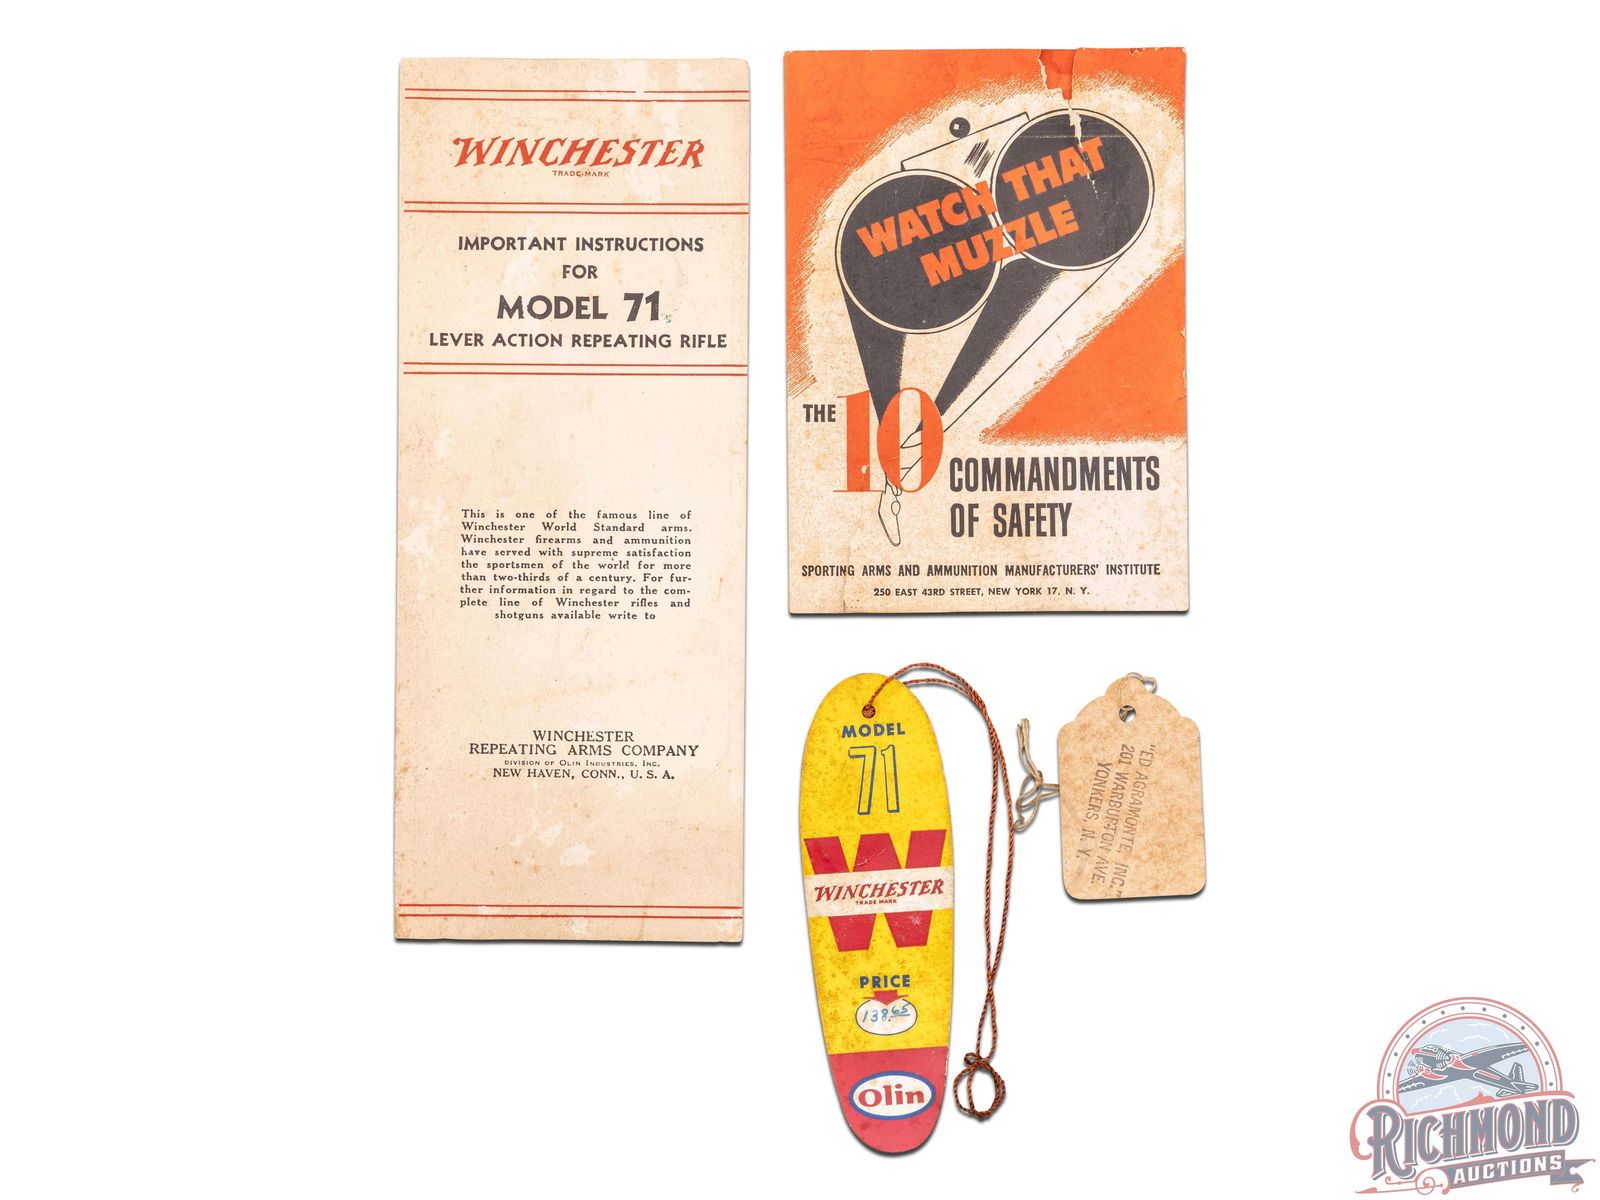 WINCHESTER
TRADE-MARK
IMPORTANT INSTRUCTIONS
FOR
MODEL 71
LEVER ACTION REPEATING RIFLE
This is one of the famous line of
Winchester World Standard arms.
Winchester firearms and ammunition
have served with supreme satisfaction
the sportsmen of the world for more
than two-thirds of a century. For fur-
ther information in regard to the com-
plete line of Winchester rifles and
shotguns available write to
WINCHESTER
REPEATING ARMS COMPANY
DIVISION OF OLIN INDUSTRIES, INC.
NEW HAVEN, CONN., U. S. A.
WATCH THAT
MUZZLE
THE 10
COMMANDMENTS
OF SAFETY
SPORTING ARMS AND AMMUNITION MANUFACTURERS' INSTITUTE
250 EAST 43RD STREET, NEW YORK 17, N. Y.
MODEL
71
W
WINCHESTER
TRADE MARK
PRICE
138.65
Olin
"ED AGRAMONTE, INC."
201 WARBURTON AVE.
YONKERS, N. Y.
RICHMOND
AUCTIONS